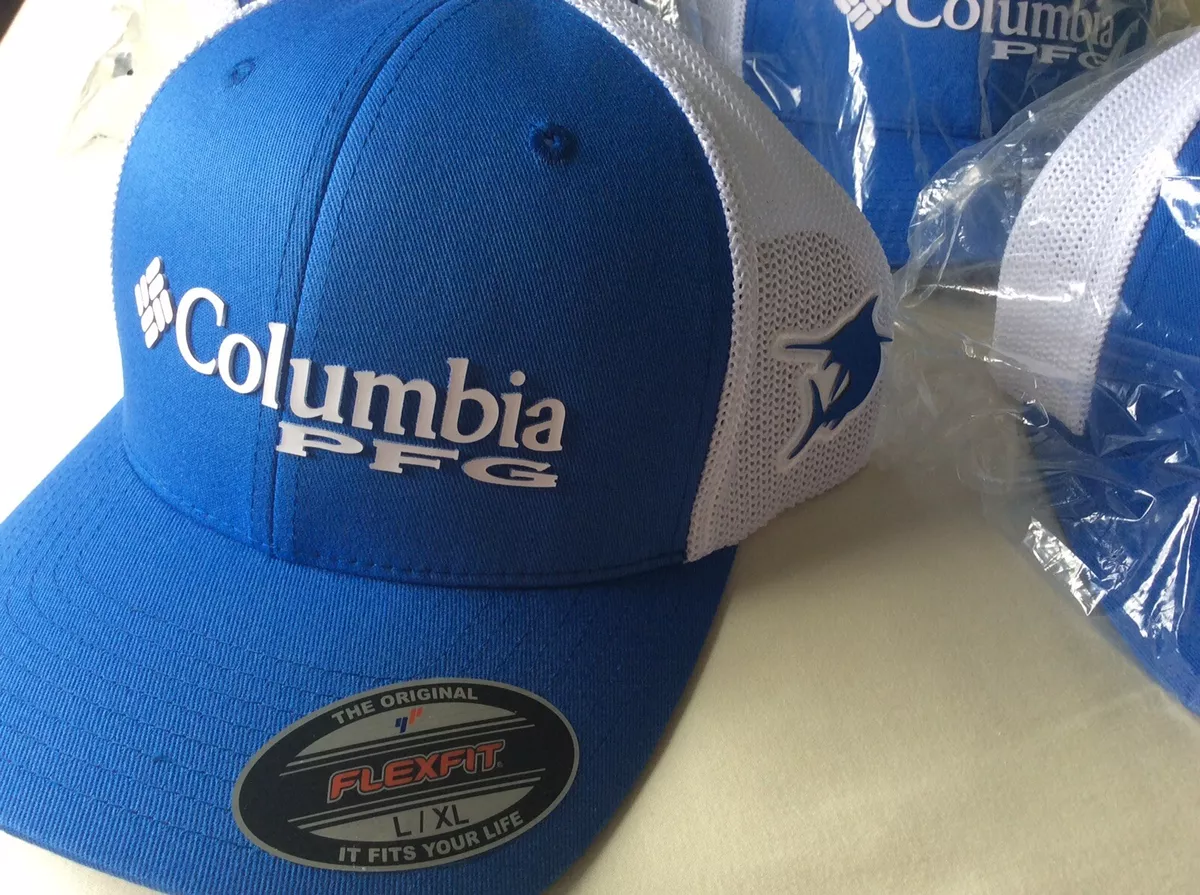 Columbia
PFG
Columbia
PFG
THE ORIGINAL
FLEXFIT
L / XL
IT FITS YOUR LIFE